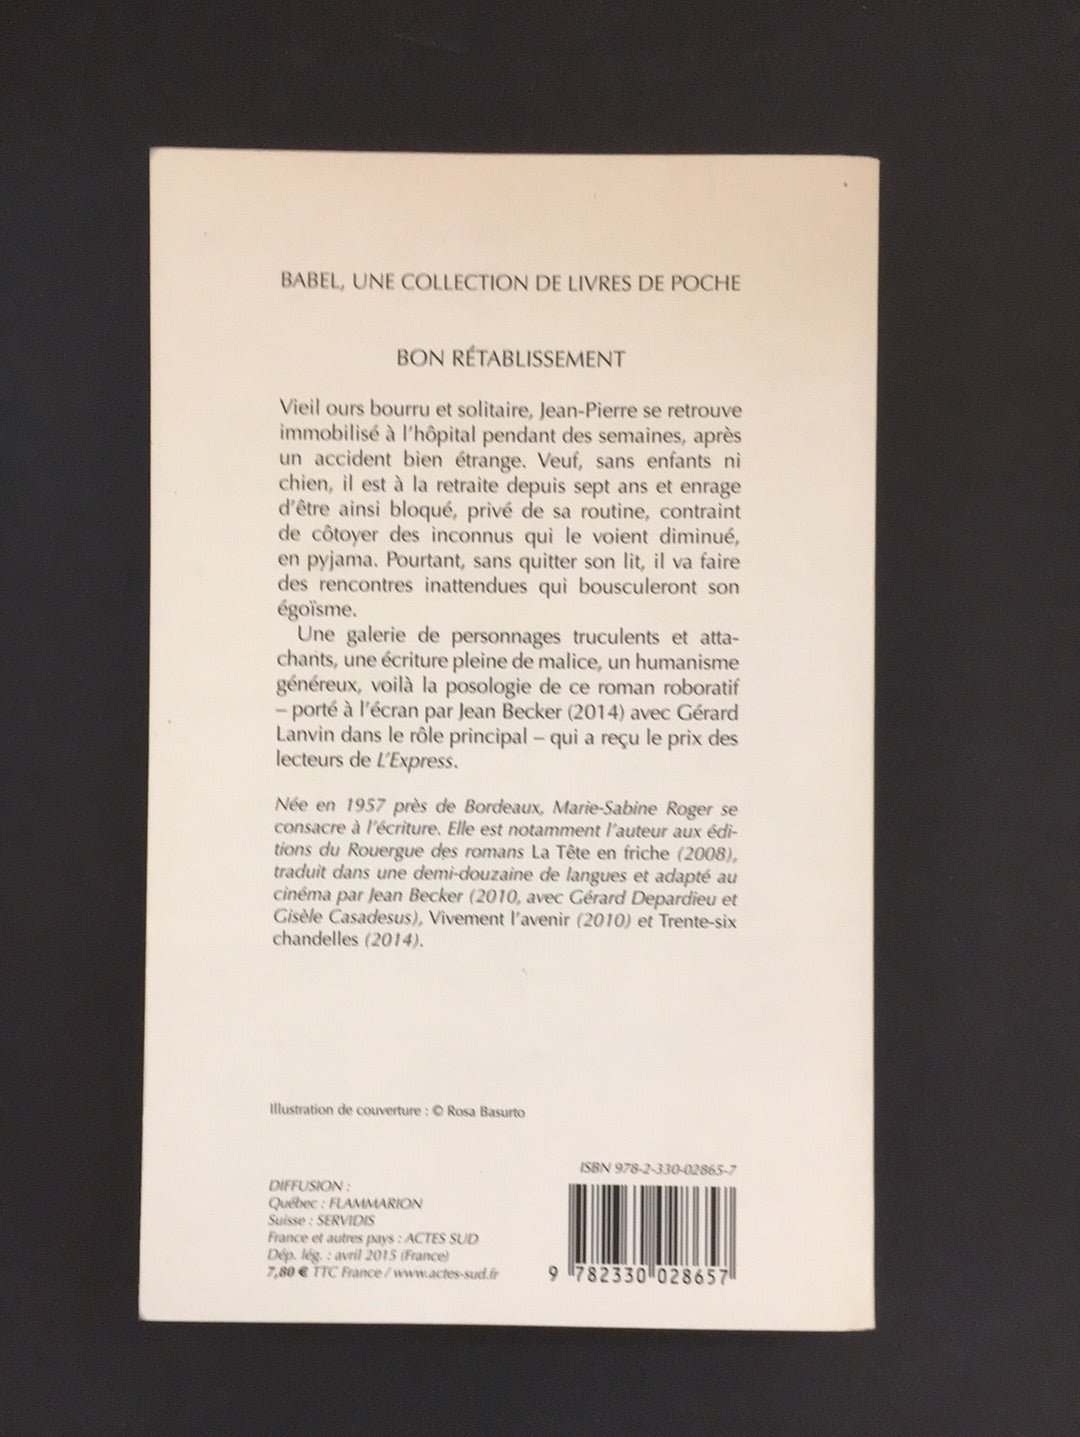 BABEL, UNE COLLECTION DE LIVRES DE POCHE
BON RÉTABLISSEMENT
Vieil ours bourru et solitaire, Jean-Pierre se retrouve
immobilisé à l'hôpital pendant des semaines, après
un accident bien étrange. Veuf, sans enfants ni
chien, il est à la retraite depuis sept ans et enrage
d'être ainsi bloqué, privé de sa routine, contraint
de côtoyer des inconnus qui le voient diminué,
en pyjama. Pourtant, sans quitter son lit, il va faire
des rencontres inattendues qui bousculeront son
égoïsme.
Une galerie de personnages truculents et atta-
chants, une écriture pleine de malice, un humanisme
généreux, voilà la posologie de ce roman roboratif
– porté à l'écran par Jean Becker (2014) avec Gérard
Lanvin dans le rôle principal – qui a reçu le prix des
lecteurs de L'Express.
Née en 1957 près de Bordeaux, Marie-Sabine Roger se
consacre à l'écriture. Elle est notamment l'auteur aux édi-
tions du Rouergue des romans La Tête en friche (2008),
traduit dans une demi-douzaine de langues et adapté au
cinéma par Jean Becker (2010, avec Gérard Depardieu et
Gisèle Casadesus), Vivement l'avenir (2010) et Trente-six
chandelles (2014).
Illustration de couverture : © Rosa Basurto
ISBN 978-2-330-02865-7
DIFFUSION :
Québec : FLAMMARION
Suisse : SERVIDIS
France et autres pays : ACTES SUD
Dép. lég. : avril 2015 (France)
7,80 € TTC France / www.actes-sud.fr
9 782330 028657